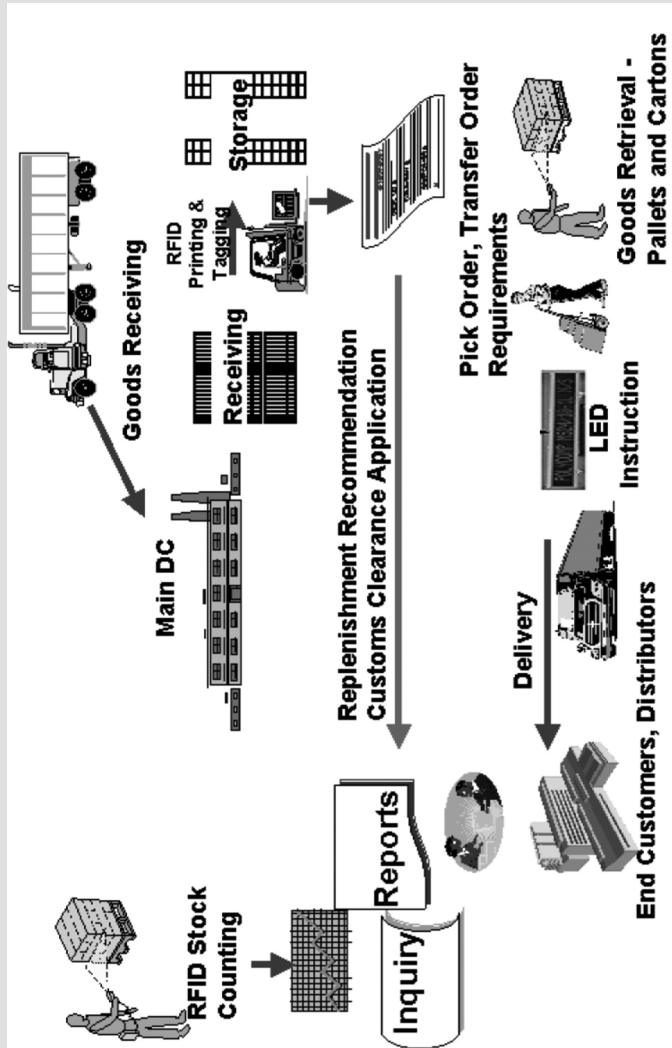 Goods Receiving
Main DC
RFID Stock
Counting
Receiving
RFID
Printing &
Tagging
Storage
Replenishment Recommendation
Customs Clearance Application
Reports
Inquiry
Pick Order, Transfer Order
Requirements
Delivery
LED
Instruction
Goods Retrieval -
Pallets and Cartons
End Customers, Distributors